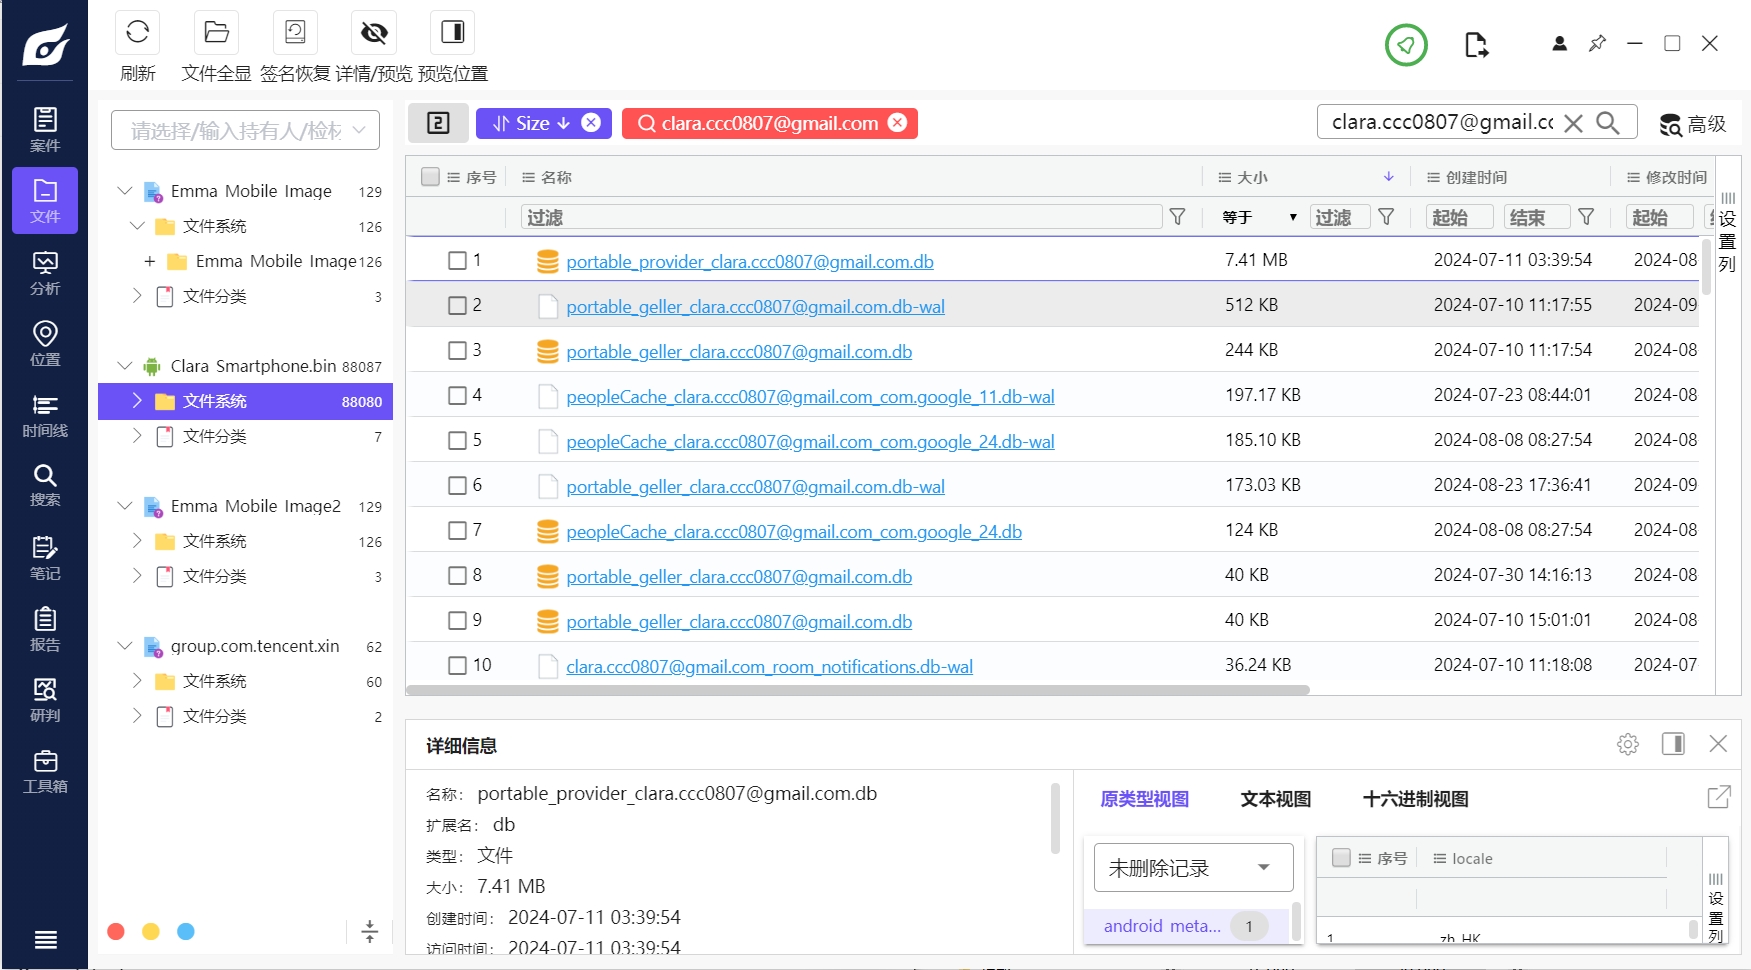 刷新 文件全显 签名恢复 详情/预览 预览位置
案件
文件
分析
位置
时间线
搜索
笔记
报告
研判
工具箱
请选择/输入持有人/检材
Emma Mobile Image 129
文件系统 126
Emma Mobile Image 126
文件分类 3
Clara Smartphone.bin 88087
文件系统 88080
文件分类 7
Emma Mobile Image2 129
文件系统 126
文件分类 3
group.com.tencent.xin 62
文件系统 60
文件分类 2
2 Size clara.ccc0807@gmail.com clara.ccc0807@gmail.cc 高级
序号 名称 大小 创建时间 修改时间
过滤 等于 过滤 起始 结束 起始
1 portable_provider_clara.ccc0807@gmail.com.db 7.41 MB 2024-07-11 03:39:54 2024-08
2 portable_geller_clara.ccc0807@gmail.com.db-wal 512 KB 2024-07-10 11:17:55 2024-09
3 portable_geller_clara.ccc0807@gmail.com.db 244 KB 2024-07-10 11:17:54 2024-08
4 peopleCache_clara.ccc0807@gmail.com_com.google_11.db-wal 197.17 KB 2024-07-23 08:44:01 2024-08
5 peopleCache_clara.ccc0807@gmail.com_com.google_24.db-wal 185.10 KB 2024-08-08 08:27:54 2024-08
6 portable_geller_clara.ccc0807@gmail.com.db-wal 173.03 KB 2024-08-23 17:36:41 2024-09
7 peopleCache_clara.ccc0807@gmail.com_com.google_24.db 124 KB 2024-08-08 08:27:54 2024-08
8 portable_geller_clara.ccc0807@gmail.com.db 40 KB 2024-07-30 14:16:13 2024-08
9 portable_geller_clara.ccc0807@gmail.com.db 40 KB 2024-07-10 15:01:01 2024-08
10 clara.ccc0807@gmail.com_room_notifications.db-wal 36.24 KB 2024-07-10 11:18:08 2024-07
设置列
详细信息
名称： portable_provider_clara.ccc0807@gmail.com.db
扩展名： db
类型： 文件
大小： 7.41 MB
创建时间： 2024-07-11 03:39:54
访问时间： 2024-07-11 03:39:54
原类型视图 文本视图 十六进制视图
未删除记录
android meta... 1
序号 locale
1 zh_HK
设置列